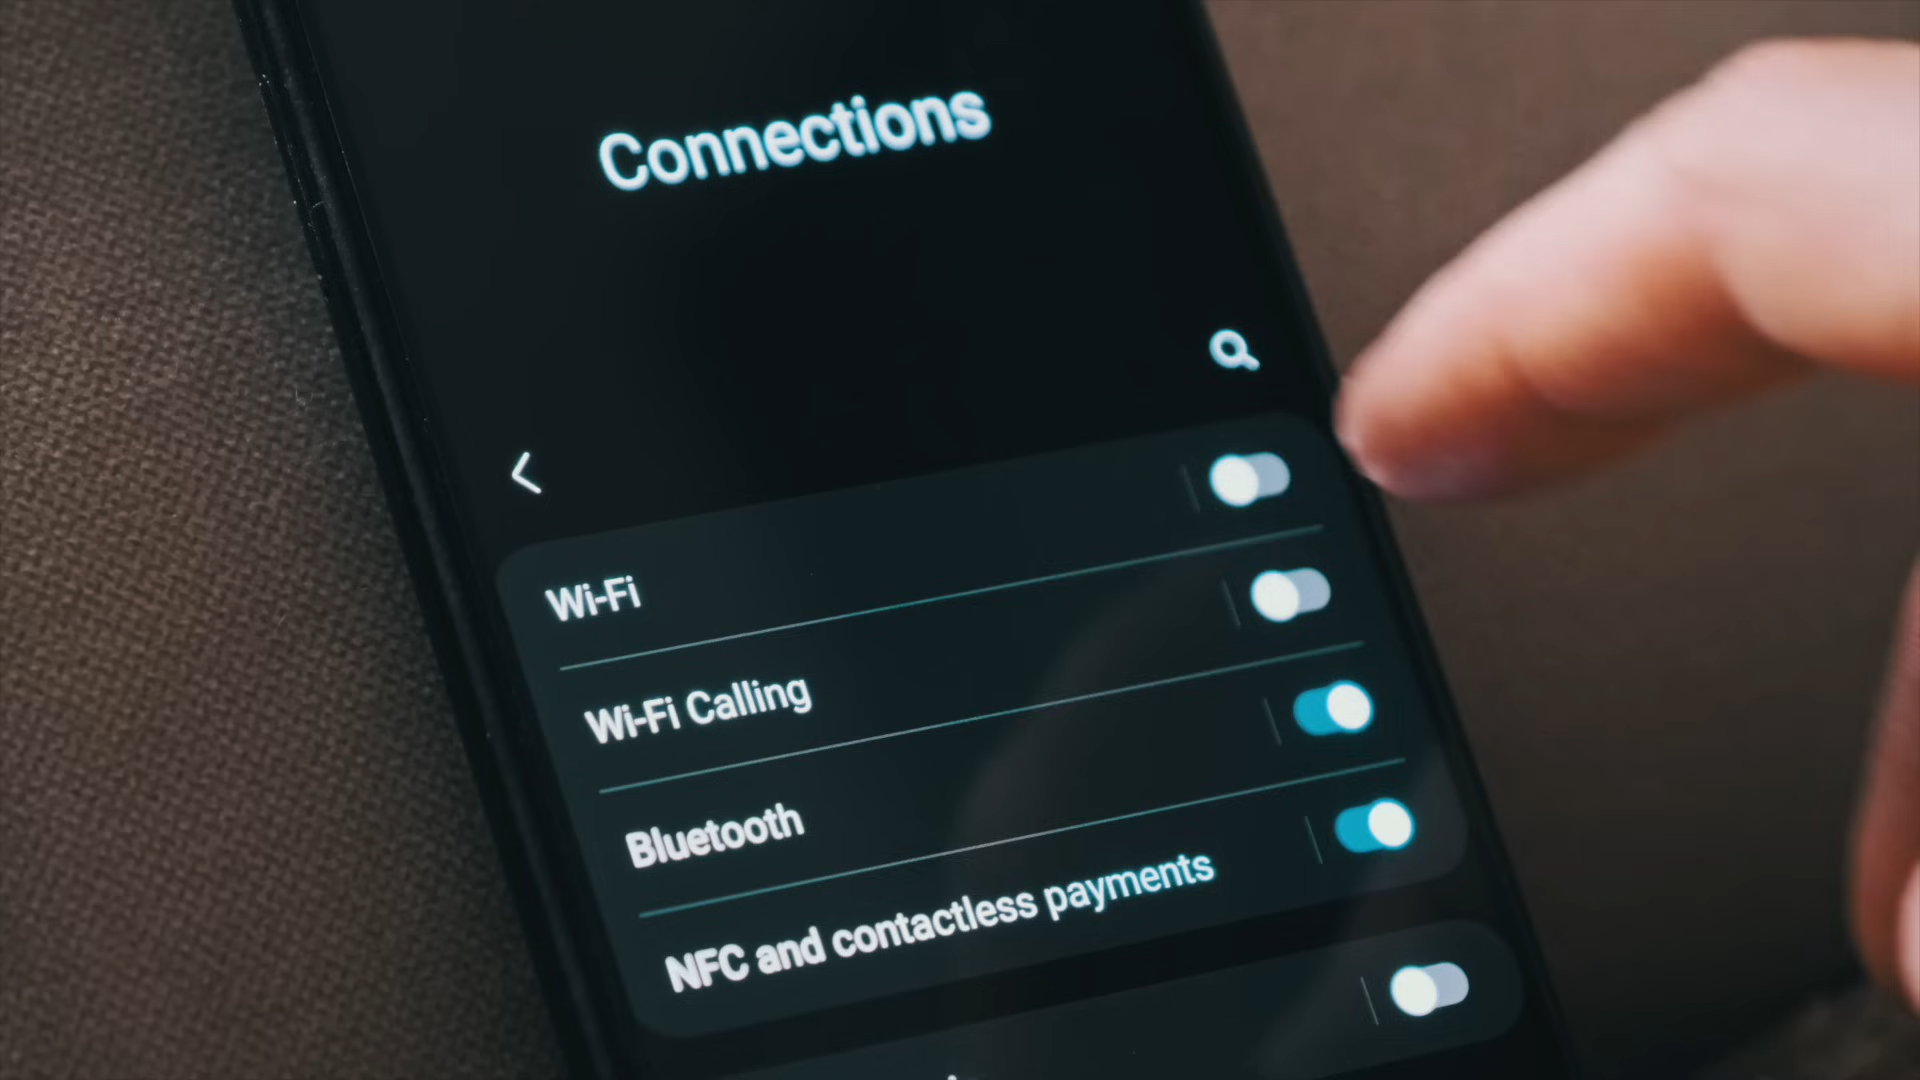 Connections
Wi-Fi
Wi-Fi Calling
Bluetooth
NFC and contactless payments